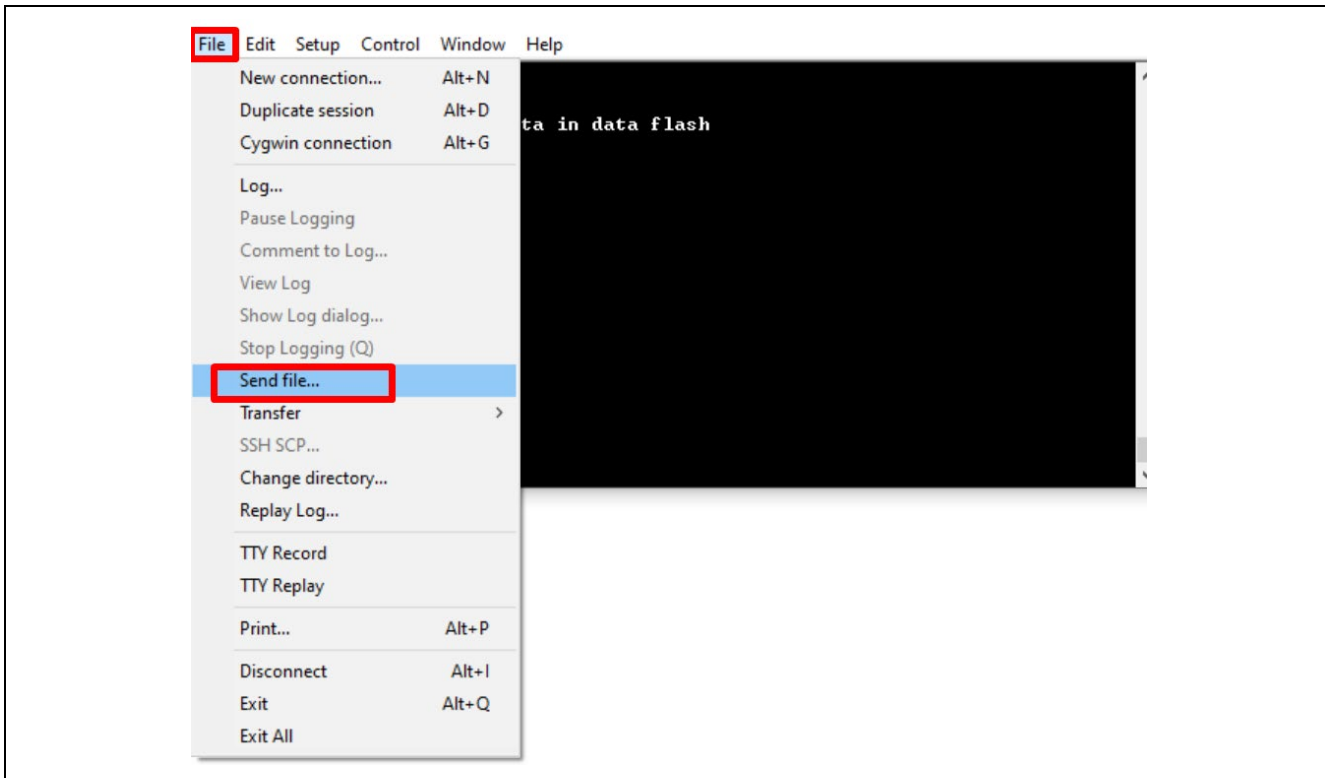 File Edit Setup Control Window Help
New connection... Alt+N
Duplicate session Alt+D
Cygwin connection Alt+G
Log...
Pause Logging
Comment to Log...
View Log
Show Log dialog...
Stop Logging (Q)
Send file...
Transfer >
SSH SCP...
Change directory...
Replay Log...
TTY Record
TTY Replay
Print... Alt+P
Disconnect Alt+I
Exit Alt+Q
Exit All
ta in data flash